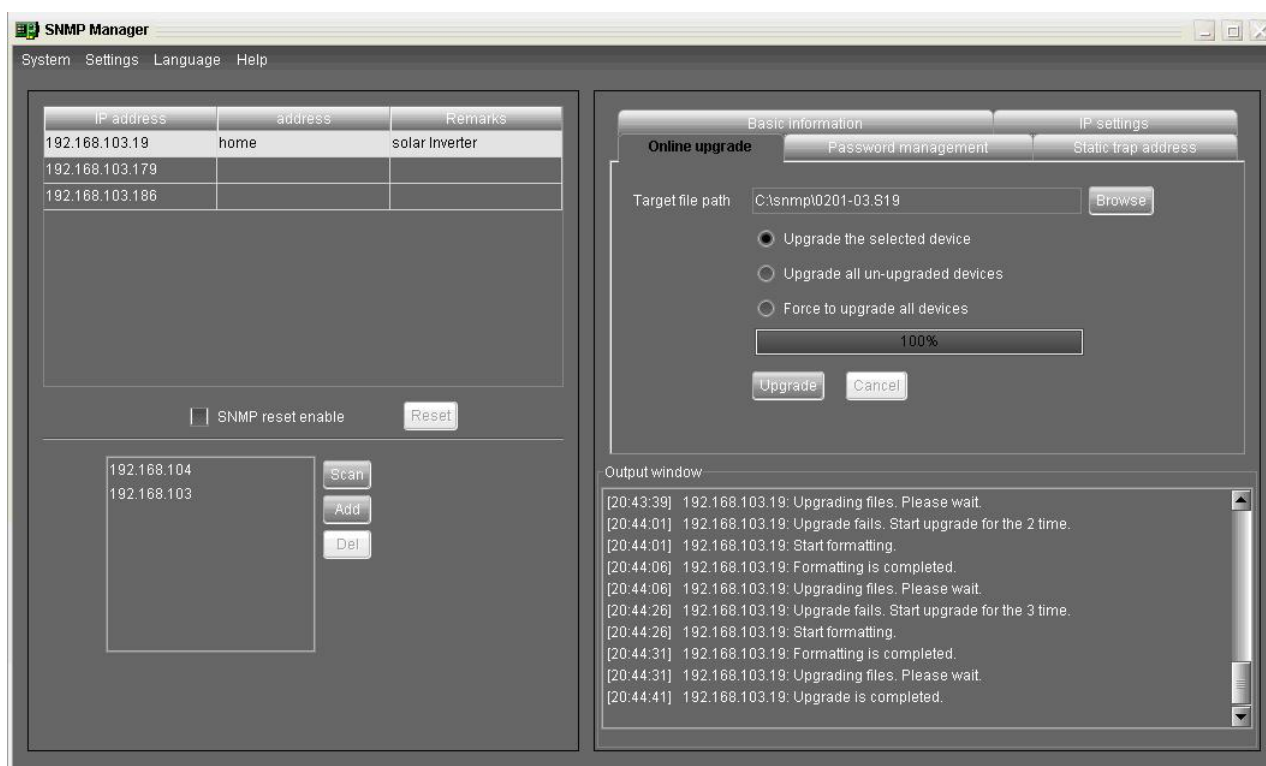 SNMP Manager
System Settings Language Help
IP address address Remarks
192.168.103.19 home solar Inverter
192.168.103.179
192.168.103.186
SNMP reset enable Reset
192.168.104
192.168.103
Scan
Add
Del
Basic information IP settings
Online upgrade Password management Static trap address
Target file path C:\snmp\0201-03.S19 Browse
Upgrade the selected device
Upgrade all un-upgraded devices
Force to upgrade all devices
100%
Upgrade Cancel
Output window
[20:43:39] 192.168.103.19: Upgrading files. Please wait.
[20:44:01] 192.168.103.19: Upgrade fails. Start upgrade for the 2 time.
[20:44:01] 192.168.103.19: Start formatting.
[20:44:06] 192.168.103.19: Formatting is completed.
[20:44:06] 192.168.103.19: Upgrading files. Please wait.
[20:44:26] 192.168.103.19: Upgrade fails. Start upgrade for the 3 time.
[20:44:26] 192.168.103.19: Start formatting.
[20:44:31] 192.168.103.19: Formatting is completed.
[20:44:31] 192.168.103.19: Upgrading files. Please wait.
[20:44:41] 192.168.103.19: Upgrade is completed.